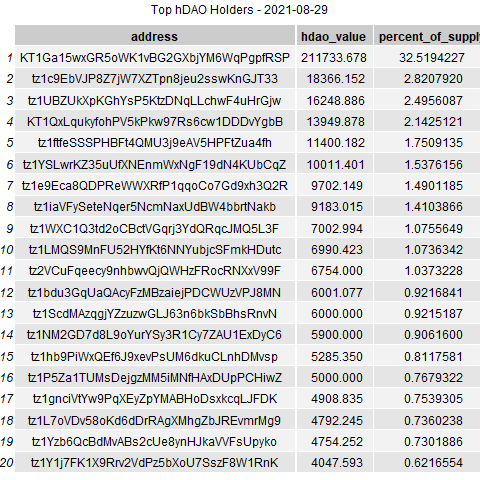 Top hDAO Holders - 2021-08-29
address hdao_value percent_of_supply
1 KT1Ga15wxGR5oWK1vBG2GXbjYM6WqPgpfRSP 211733.678 32.5194227
2 tz1c9EbVJP8Z7jW7XZTpn8jeu2sswKnGJT33 18366.152 2.8207920
3 tz1UBZUkXpKGhYsP5KtzDNqLLchwF4uHrGjw 16248.886 2.4956087
4 KT1QxLqukyfohPV5kPkw97Rs6cw1DDDvYgbB 13949.878 2.1425121
5 tz1ftfeSSSPHBFt4QMU3j9eAV5HPFtZua4fh 11400.182 1.7509135
6 tz1YSLwrKZ35uUfXNEnmWxNgF19dN4KUbCqZ 10011.401 1.5376156
7 tz1e9Eca8QDPReWWXRfP1qqoCo7Gd9xh3Q2R 9702.149 1.4901185
8 tz1iaVFySeteNqer5NcmNaxUdBW4bbrtNakb 9183.015 1.4103866
9 tz1WXC1Q3td2oCBctVGqrj3YdQRqcJMQ5L3F 7002.994 1.0755649
10 tz1LMQS9MnFU52HYfKt6NNYubjcSFmkHDutc 6990.423 1.0736342
11 tz2VCuFqeecy9nhbwvQjQWHzFRocRNXxV99F 6754.000 1.0373228
12 tz1bdu3GqUaQAcyFzMBzaiejPDCWUzVPJ8MN 6001.077 0.9216841
13 tz1ScdMAzqgjYZzuzwGLJ63n6bkSbBhsRnvN 6000.000 0.9215187
14 tz1NM2GD7d8L9oYurYSy3R1Cy7ZAU1ExDyC6 5900.000 0.9061600
15 tz1hb9PiWxQEf6J9xevPsUM6dkuCLnhDMvsp 5285.350 0.8117581
16 tz1P5Za1TUMsDejgzMM5iMNfHAxDUpPCHiwZ 5000.000 0.7679322
17 tz1gnciVtYw9PqXEyZpYMABHoDsxkcqLJFDK 4908.835 0.7539305
18 tz1L7oVDv58oKd6dDrRAgXMhgZbJREvmrMg9 4792.245 0.7360238
19 tz1Yzb6QcBdMvABs2cUe8ynHJkaVVFsUpyko 4754.252 0.7301886
20 tz1Y1j7FK1X9Rrv2VdPz5bXoU7SszF8W1RnK 4047.593 0.6216554